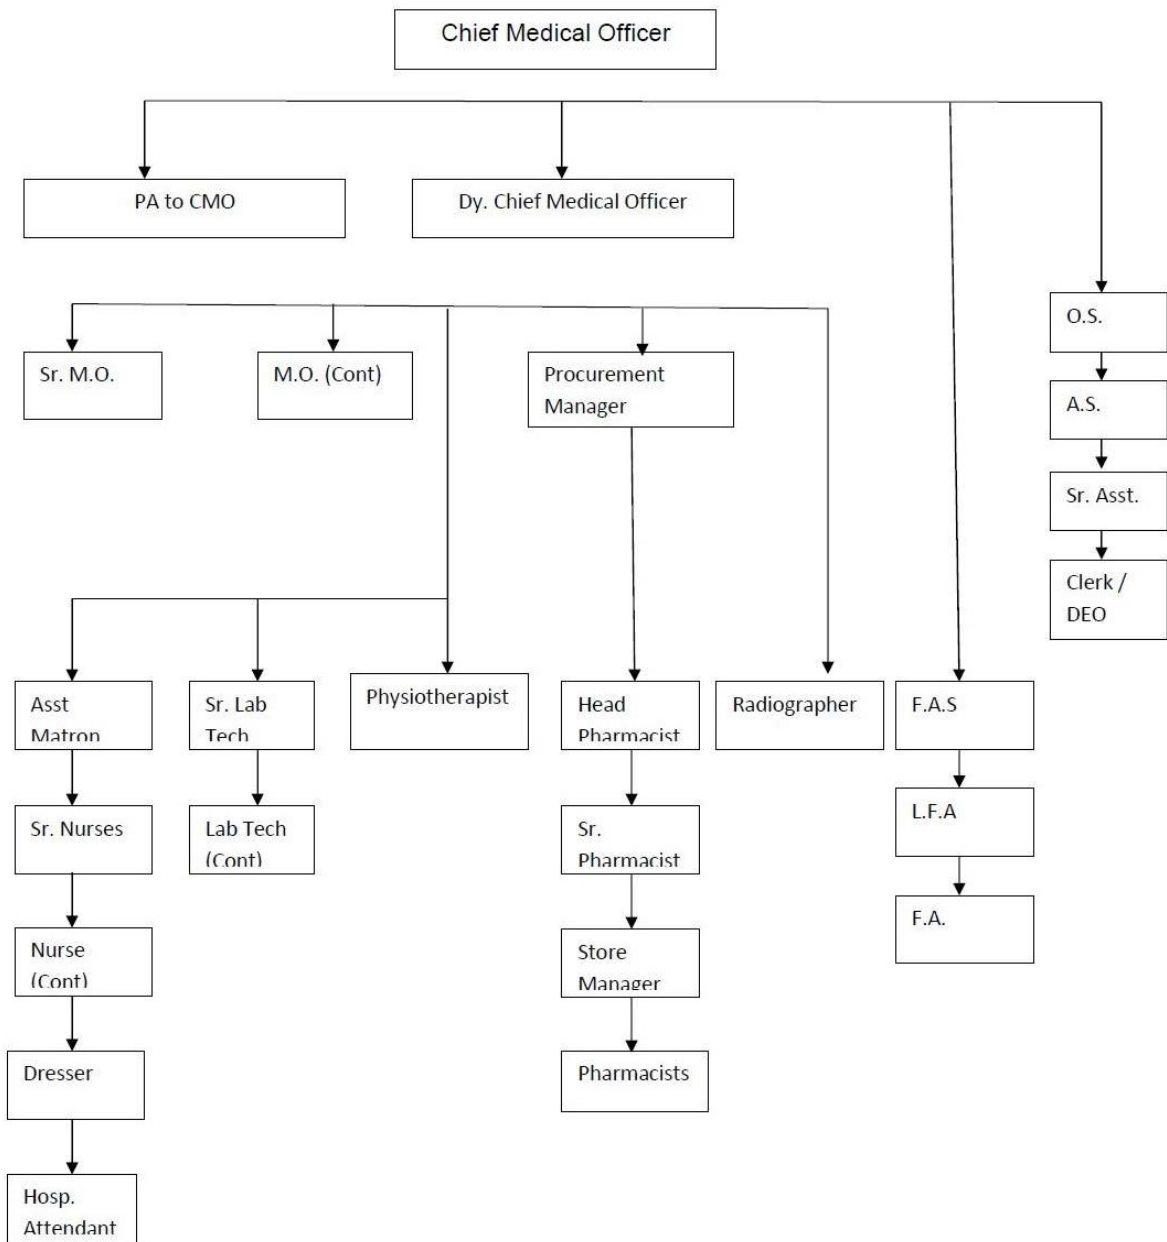 Chief Medical Officer
PA to CMO
Dy. Chief Medical Officer
O.S.
Sr. M.O.
M.O. (Cont)
Procurement
Manager
A.S.
Sr. Asst.
Clerk /
DEO
Asst
Matron
Sr. Lab
Tech
Physiotherapist
Head
Pharmacist
Radiographer
F.A.S
Sr. Nurses
Lab Tech
(Cont)
Sr.
Pharmacist
L.F.A
Nurse
(Cont)
Store
Manager
F.A.
Dresser
Pharmacists
Hosp.
Attendant